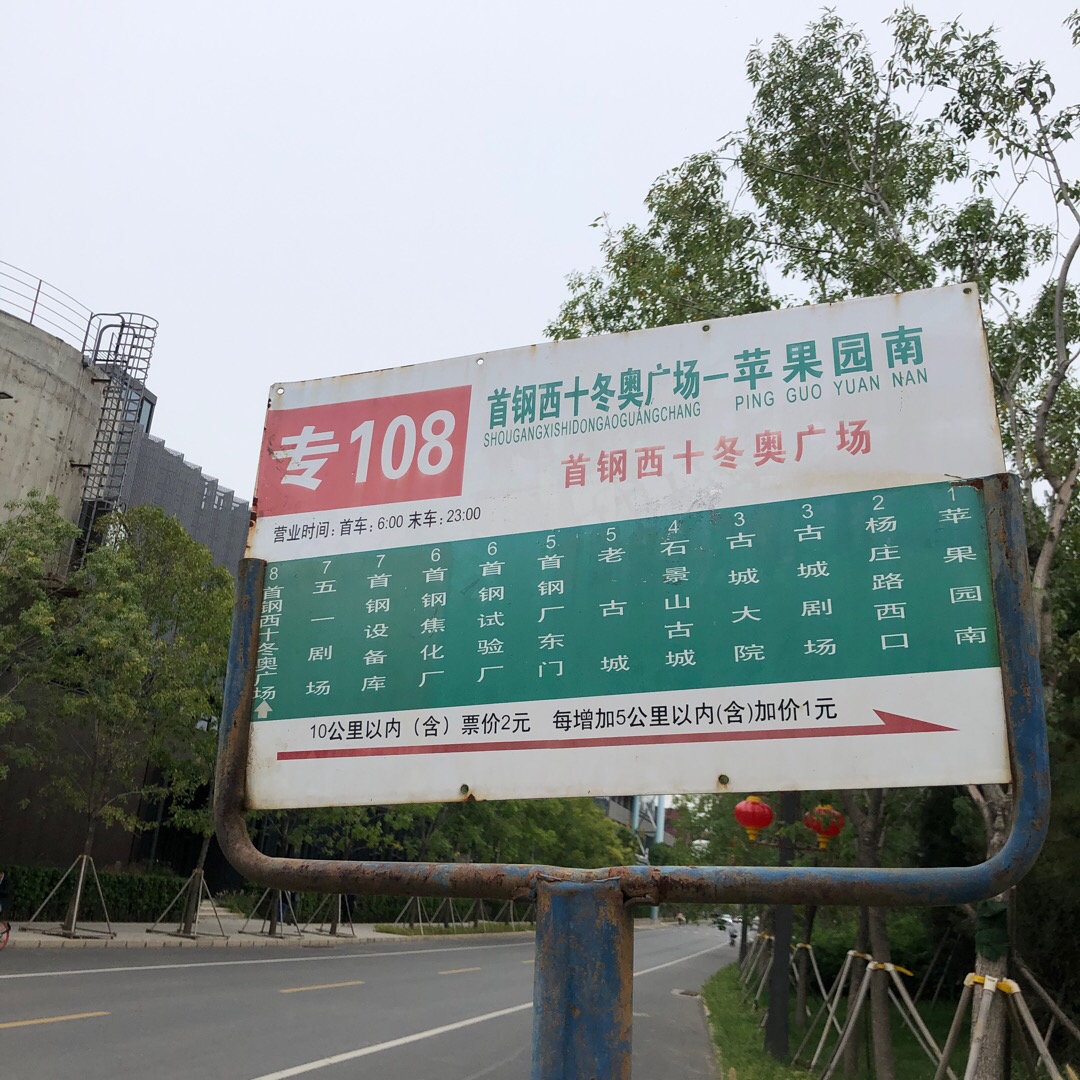 专108
首钢西十冬奥广场—苹果园南
SHOUGANGXISHIDONGAOGUANGCHANG PING GUO YUAN NAN
首钢西十冬奥广场
营业时间:首车:6:00 末车:23:00
8首钢西十冬奥广场
7五一剧场
7首钢设备库
6首钢焦化厂
6首钢试验厂
5首钢厂东门
5老古城
4石景山古城
3古城大院
3古城剧场
2杨庄路西口
1苹果园南
10公里以内（含）票价2元 每增加5公里以内(含)加价1元